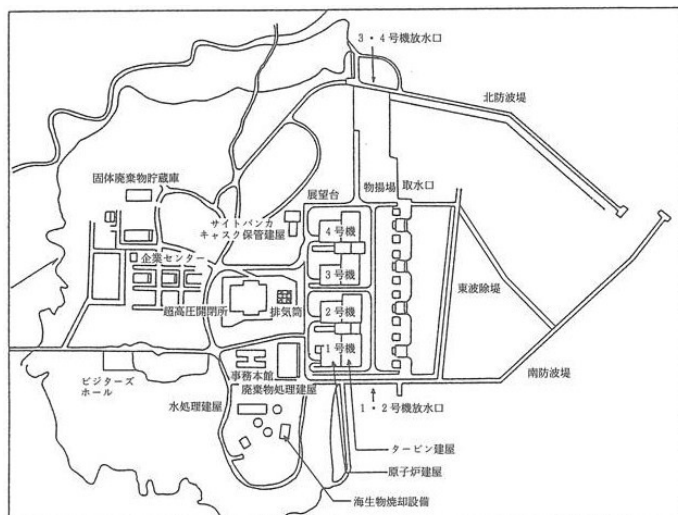 3・4号機放水口
北防波堤
固体廃棄物貯蔵庫
展望台
物揚場
取水口
サイトバンカ
キャスク保管建屋
4号機
企業センター
3号機
東波除堤
超高圧開閉所
排気筒
2号機
1号機
南防波堤
事務本館
廃棄物処理建屋
ビジターズ
ホール
水処理建屋
1・2号機放水口
タービン建屋
原子炉建屋
海生物焼却設備